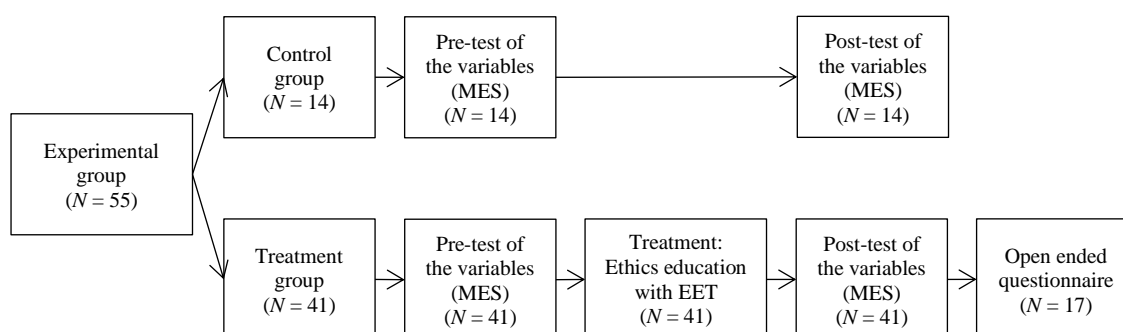 Experimental
group
(N = 55)
Control
group
(N = 14)
Pre-test of
the variables
(MES)
(N = 14)
Post-test of
the variables
(MES)
(N = 14)
Treatment
group
(N = 41)
Pre-test of
the variables
(MES)
(N = 41)
Treatment:
Ethics education
with EET
(N = 41)
Post-test of
the variables
(MES)
(N = 41)
Open ended
questionnaire
(N = 17)